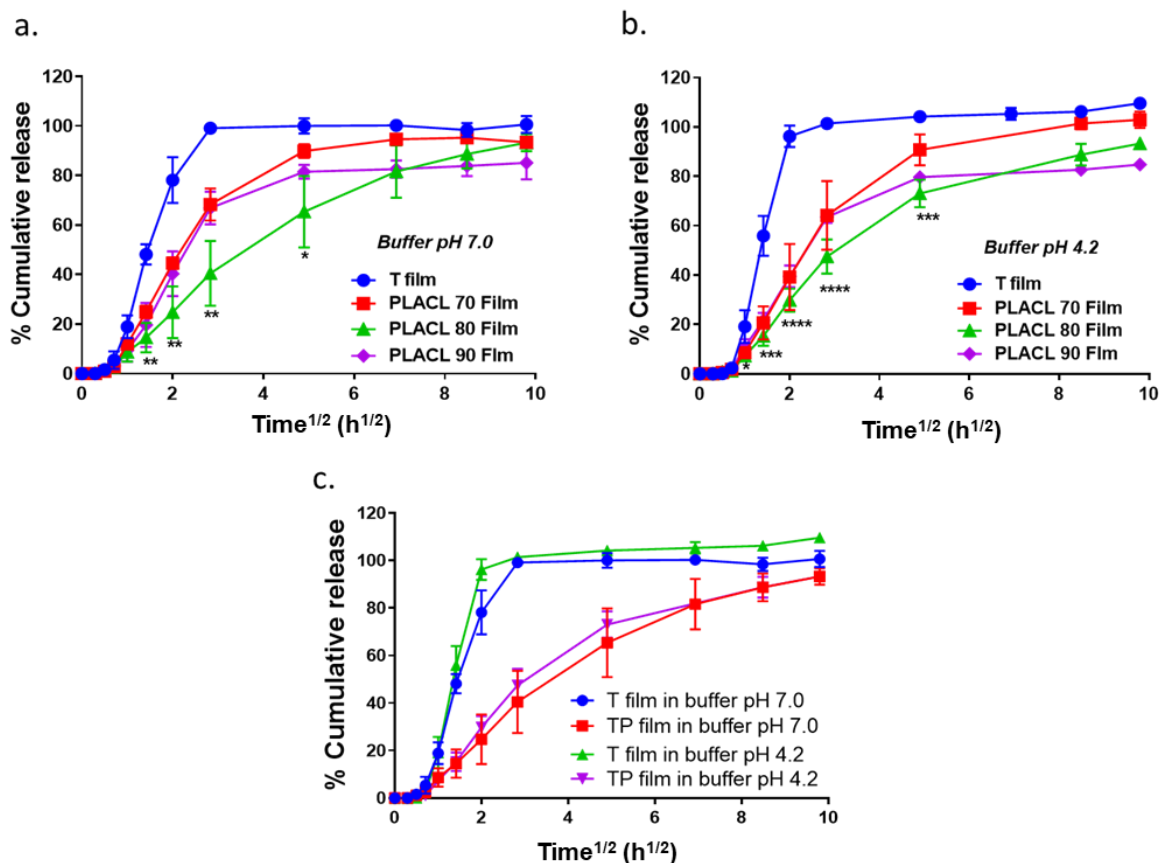 a.
% Cumulative release
120
100
80
60
40
20
0
0 2 4 6 8 10
Time1/2 (h1/2)
Buffer pH 7.0
T film
PLACL 70 Film
PLACL 80 Film
PLACL 90 FIm
**
**
**
*
b.
% Cumulative release
120
100
80
60
40
20
0
0 2 4 6 8 10
Time1/2 (h1/2)
Buffer pH 4.2
T film
PLACL 70 Film
PLACL 80 Film
PLACL 90 FIm
*
***
****
****
***
c.
% Cumulative release
120
100
80
60
40
20
0
0 2 4 6 8 10
Time1/2 (h1/2)
T film in buffer pH 7.0
TP film in buffer pH 7.0
T film in buffer pH 4.2
TP film in buffer pH 4.2